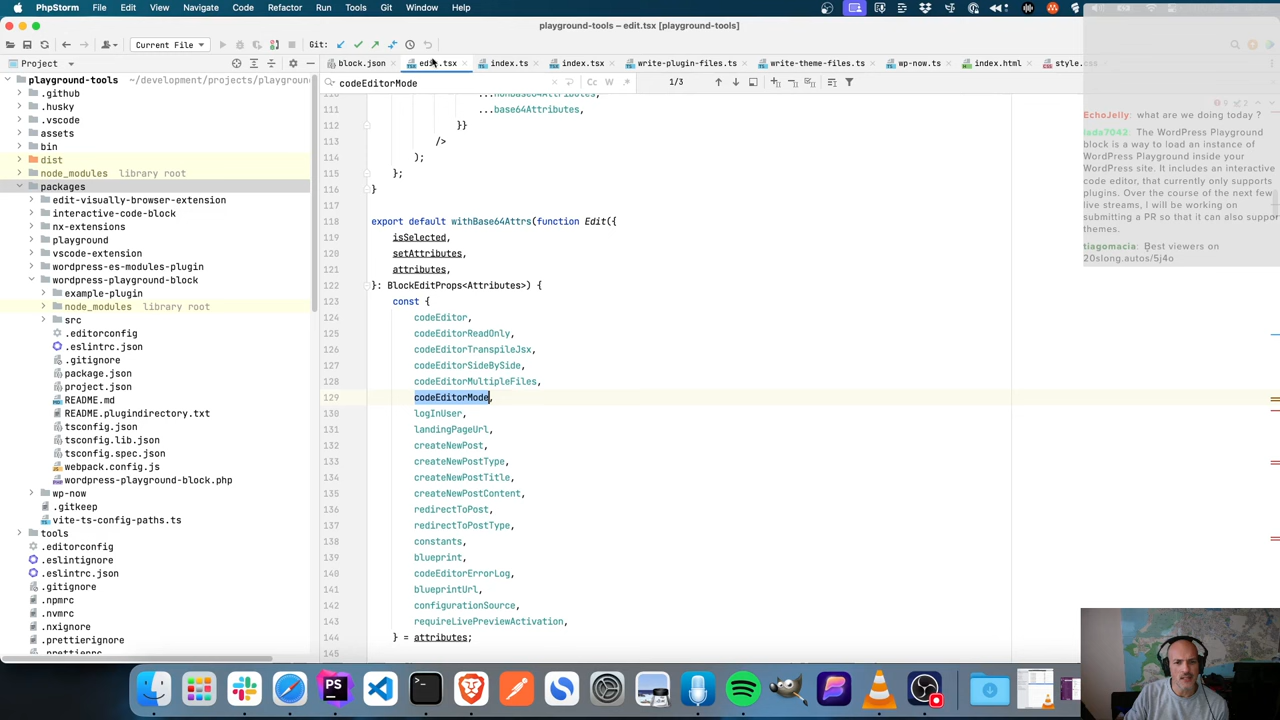 PhpStorm File Edit View Navigate Code Refactor Run Tools Git Window Help
playground-tools – edit.tsx [playground-tools]
Current File
Git:
Project
block.json edit.tsx index.ts index.tsx write-plugin-files.ts write-theme-files.ts wp-now.ts index.html style.css
codeEditorMode
Cc W .* 1/3
playground-tools ~/development/projects/playground
.github
.husky
.vscode
assets
bin
dist
node_modules library root
packages
edit-visually-browser-extension
interactive-code-block
nx-extensions
playground
vscode-extension
wordpress-es-modules-plugin
wordpress-playground-block
example-plugin
node_modules library root
src
.editorconfig
.eslintrc.json
.gitignore
package.json
project.json
README.md
README.plugindirectory.txt
tsconfig.json
tsconfig.lib.json
tsconfig.spec.json
webpack.config.js
wordpress-playground-block.php
wp-now
.gitkeep
vite-ts-config-paths.ts
tools
.editorconfig
.eslintignore
.eslintrc.json
.gitignore
.npmrc
.nvmrc
.nxignore
.prettierignore
.prettierrc
110 ...nonBase64Attributes,
111 ...base64Attributes,
112 }}
113 />
114 );
115 };
116 }
117
118 export default withBase64Attrs(function Edit({
119 isSelected,
120 setAttributes,
121 attributes,
122 }: BlockEditProps<Attributes>) {
123 const {
124 codeEditor,
125 codeEditorReadOnly,
126 codeEditorTranspileJsx,
127 codeEditorSideBySide,
128 codeEditorMultipleFiles,
129 codeEditorMode,
130 logInUser,
131 landingPageUrl,
132 createNewPost,
133 createNewPostType,
134 createNewPostTitle,
135 createNewPostContent,
136 redirectToPost,
137 redirectToPostType,
138 constants,
139 blueprint,
140 codeEditorErrorLog,
141 blueprintUrl,
142 configurationSource,
143 requireLivePreviewActivation,
144 } = attributes;
145
EchoJelly: what are we doing today ?
lada7042: The WordPress Playground
block is a way to load an instance of
WordPress Playground inside your
WordPress site. It includes an interactive
code editor, that currently only supports
plugins. Over the course of the next few
live streams, I will be working on
submitting a PR so that it can also support
themes.
tiagomacia: Best viewers on
20slong.autos/5j4o